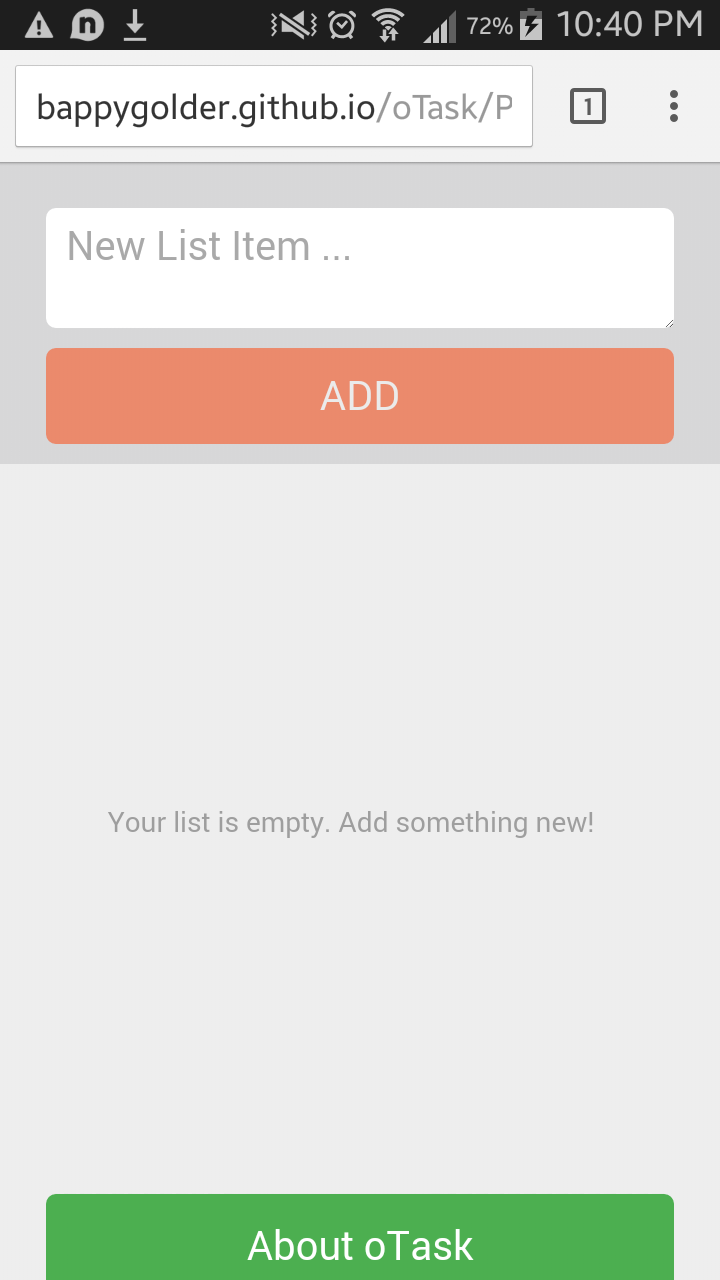 72% 10:40 PM
bappygolder.github.io/oTask/P
1
New List Item ...
ADD
Your list is empty. Add something new!
About oTask